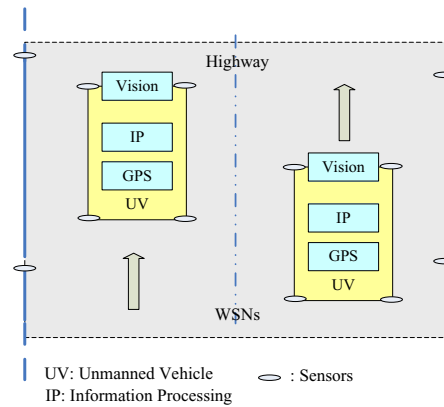 Highway
Vision
IP
GPS
UV
Vision
IP
GPS
UV
WSNs
UV: Unmanned Vehicle
: Sensors
IP: Information Processing